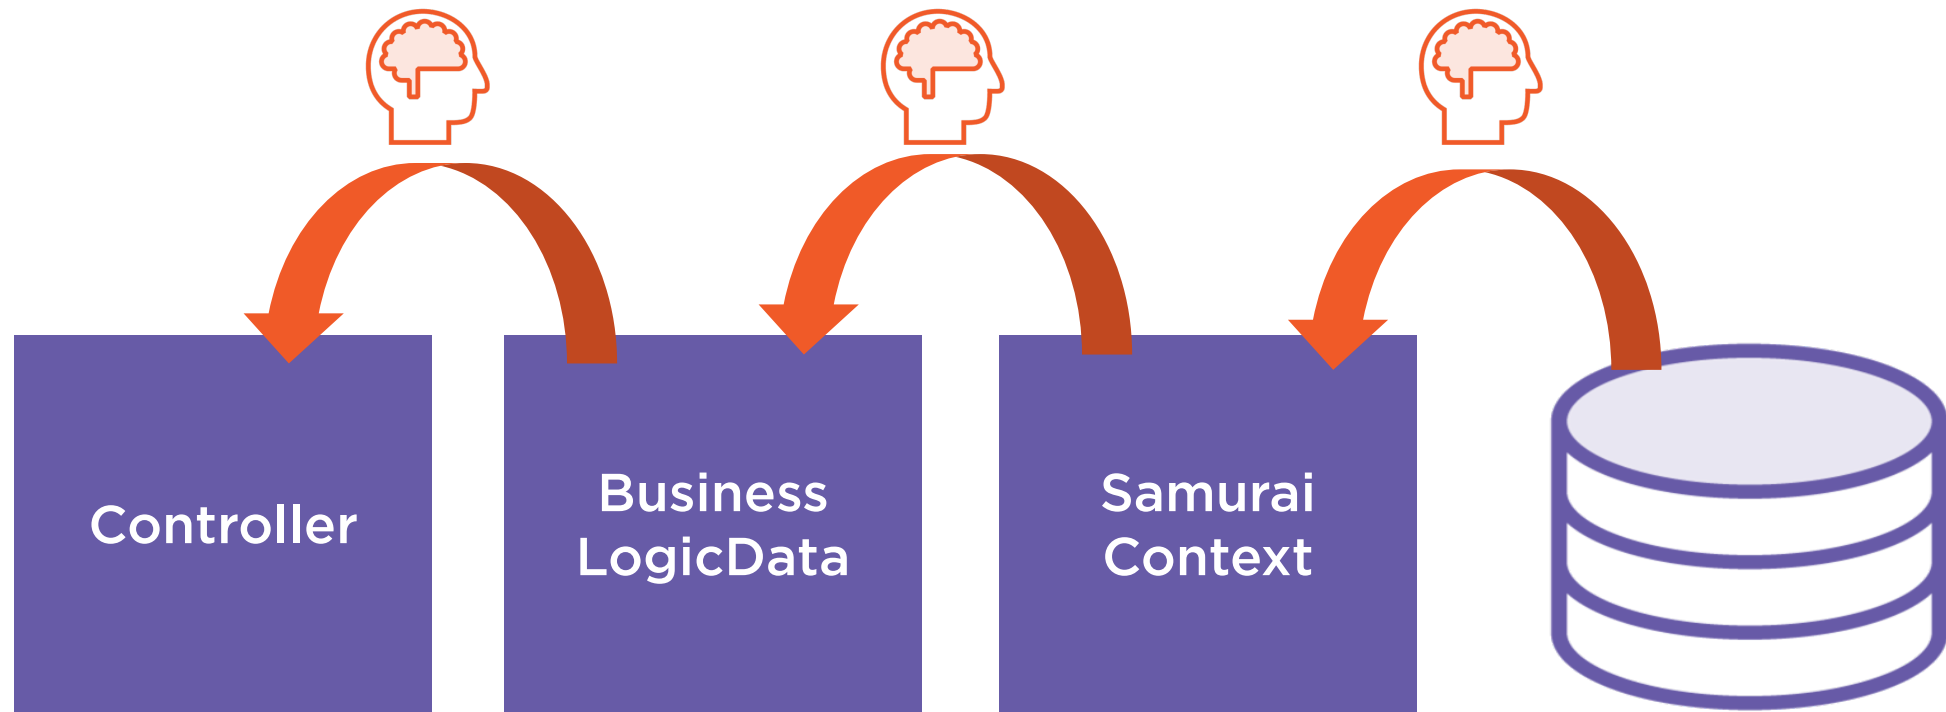 Controller
Business
LogicData
Samurai
Context